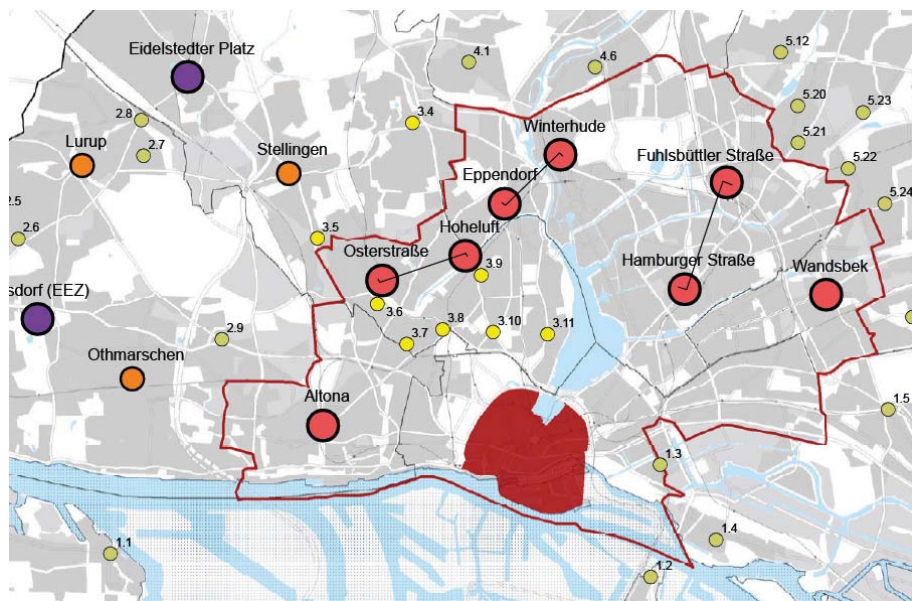 Eidelstedter Platz
4.1
4.6
5.12
2.8
3.4
5.20
5.23
Lurup
2.7
Stellingen
Winterhude
5.21
Fuhlsbüttler Straße
5.22
Eppendorf
2.5
5.24
2.6
3.5
Hoheluft
Osterstraße
3.9
Hamburger Straße
Wandsbek
sdorf (EEZ)
3.6
2.9
3.7
3.8
3.10
3.11
Othmarschen
Altona
1.5
1.3
1.4
1.1
1.2